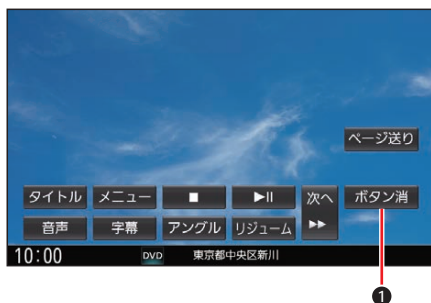 ページ送り
タイトル メニュー ■ ▶II 次へ ボタン消
音声 字幕 アングル リジューム ▶▶
10:00 DVD 東京都中央区新川
1